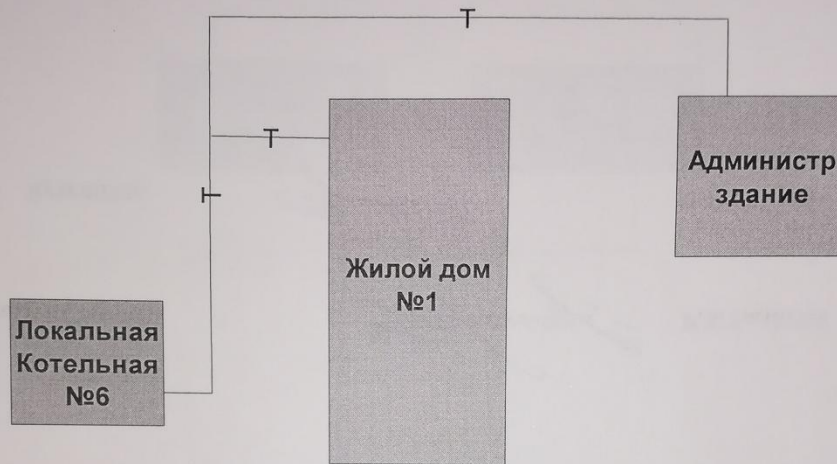 Т
Т
Администр
здание
Т
Жилой дом
№1
Локальная
Котельная
№6